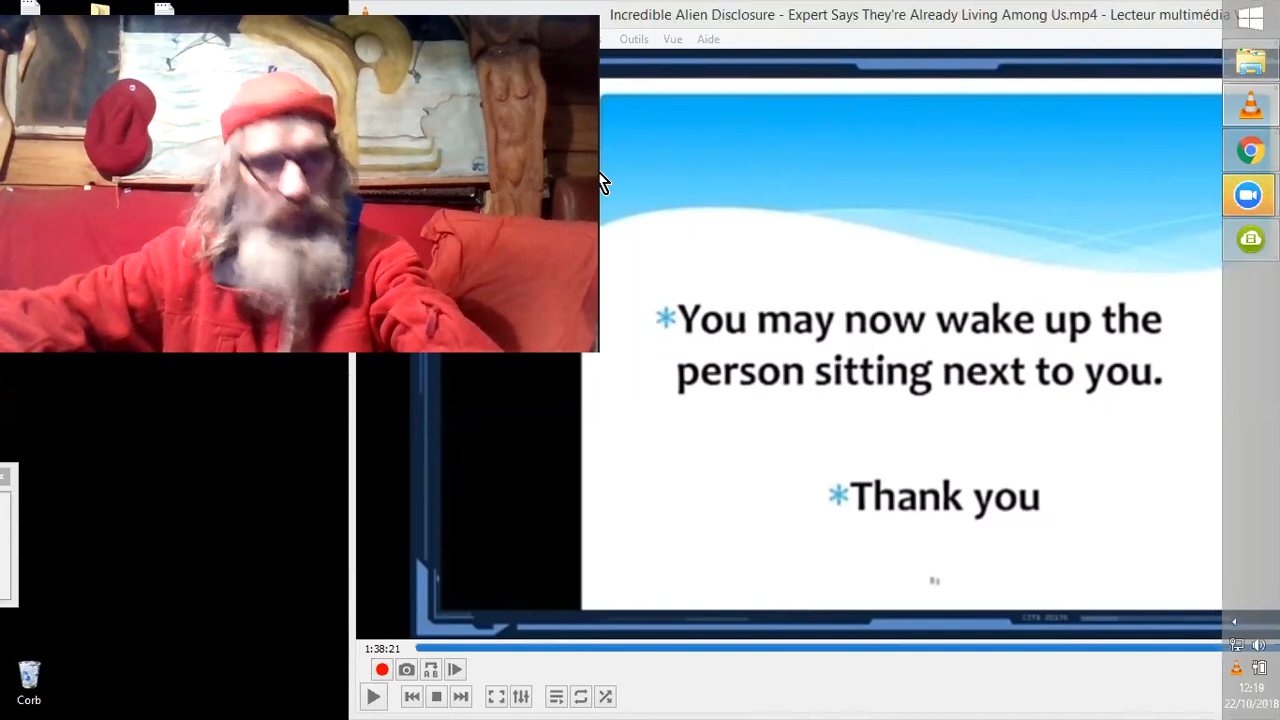 Incredible Alien Disclosure - Expert Says They're Already Living Among Us.mp4 - Lecteur multimédia
Outils Vue Aide
*You may now wake up the
person sitting next to you.
*Thank you
1:38:21
Corb
12:19
22/10/2018